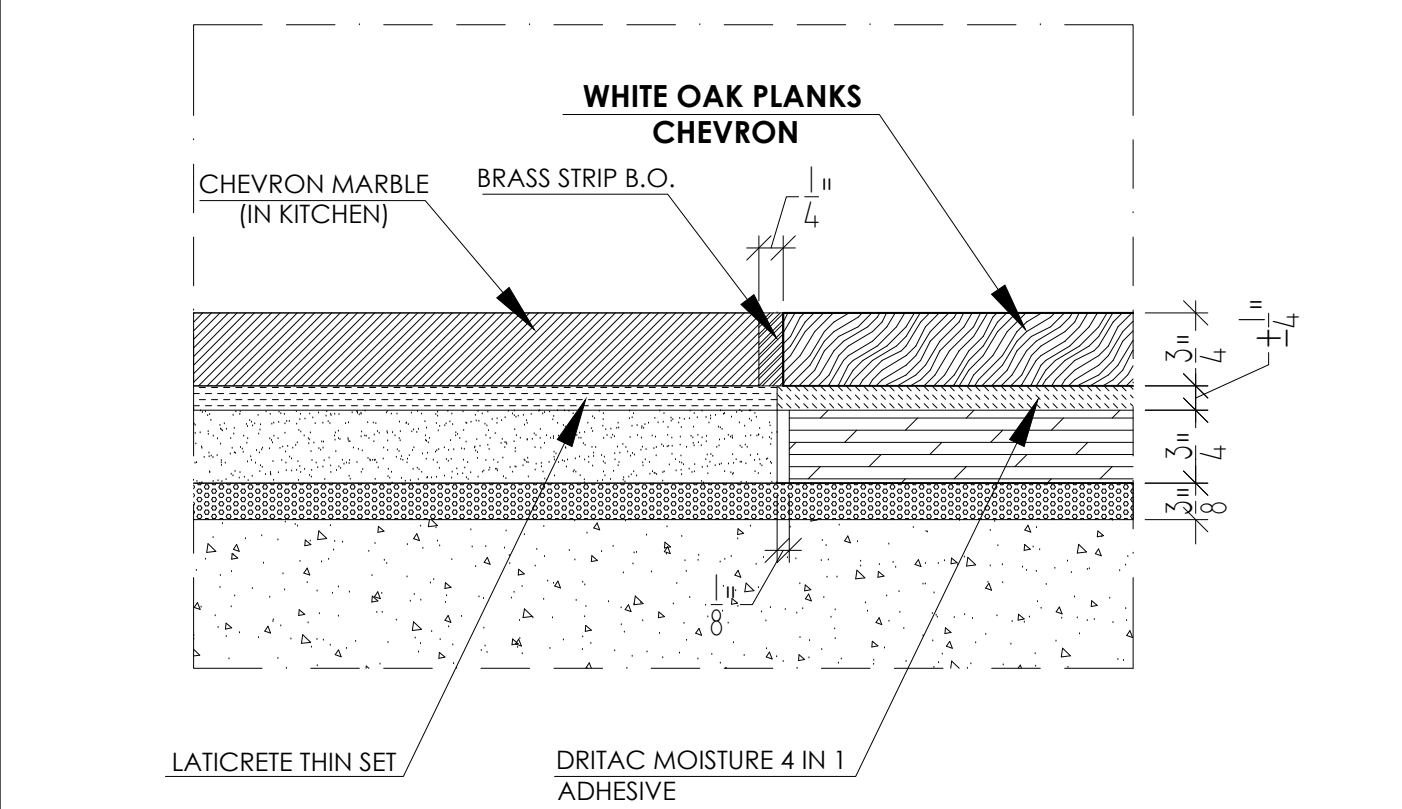 WHITE OAK PLANKS
CHEVRON
CHEVRON MARBLE
(IN KITCHEN)
BRASS STRIP B.O.
1/4"
1/4"
3/4"
3/4"
3/8"
1/8"
LATICRETE THIN SET
DRITAC MOISTURE 4 IN 1
ADHESIVE